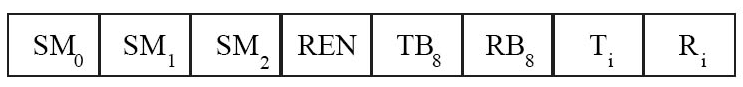 SM₀ SM₁ SM₂ REN TB₈ RB₈ Tᵢ Rᵢ